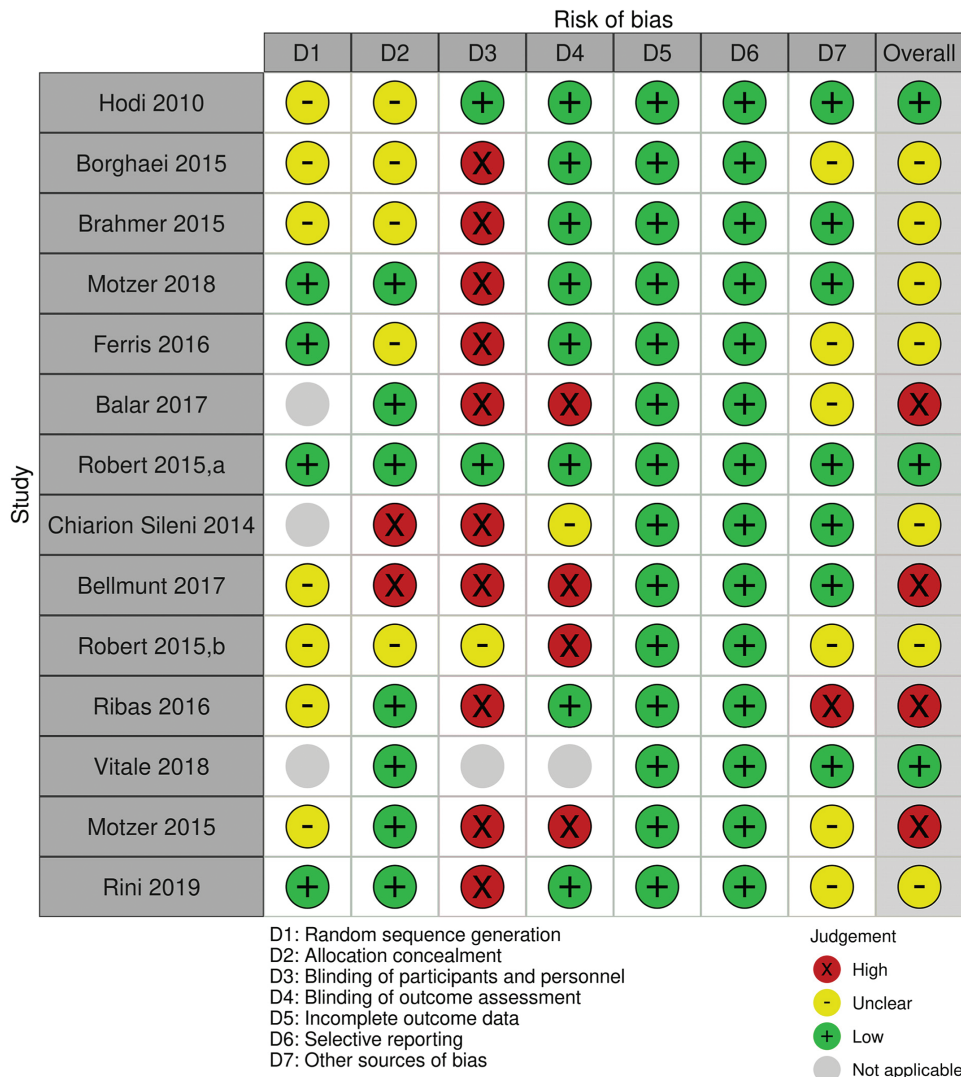 Risk of bias
D1 D2 D3 D4 D5 D6 D7 Overall
Study
Hodi 2010 - - + + + + + +
Borghaei 2015 - - X + + + - -
Brahmer 2015 - - X + + + + -
Motzer 2018 + + X + + + + -
Ferris 2016 + - X + + + - -
Balar 2017 + X X + + - X
Robert 2015,a + + + + + + + +
Chiarion Sileni 2014 X X - + + + -
Bellmunt 2017 - X X X + + + X
Robert 2015,b - - - X + + - -
Ribas 2016 - + X + + + X X
Vitale 2018 + + + + +
Motzer 2015 - + X X + + - X
Rini 2019 + + X + + + - -
D1: Random sequence generation
D2: Allocation concealment
D3: Blinding of participants and personnel
D4: Blinding of outcome assessment
D5: Incomplete outcome data
D6: Selective reporting
D7: Other sources of bias
Judgement
X High
- Unclear
+ Low
Not applicable